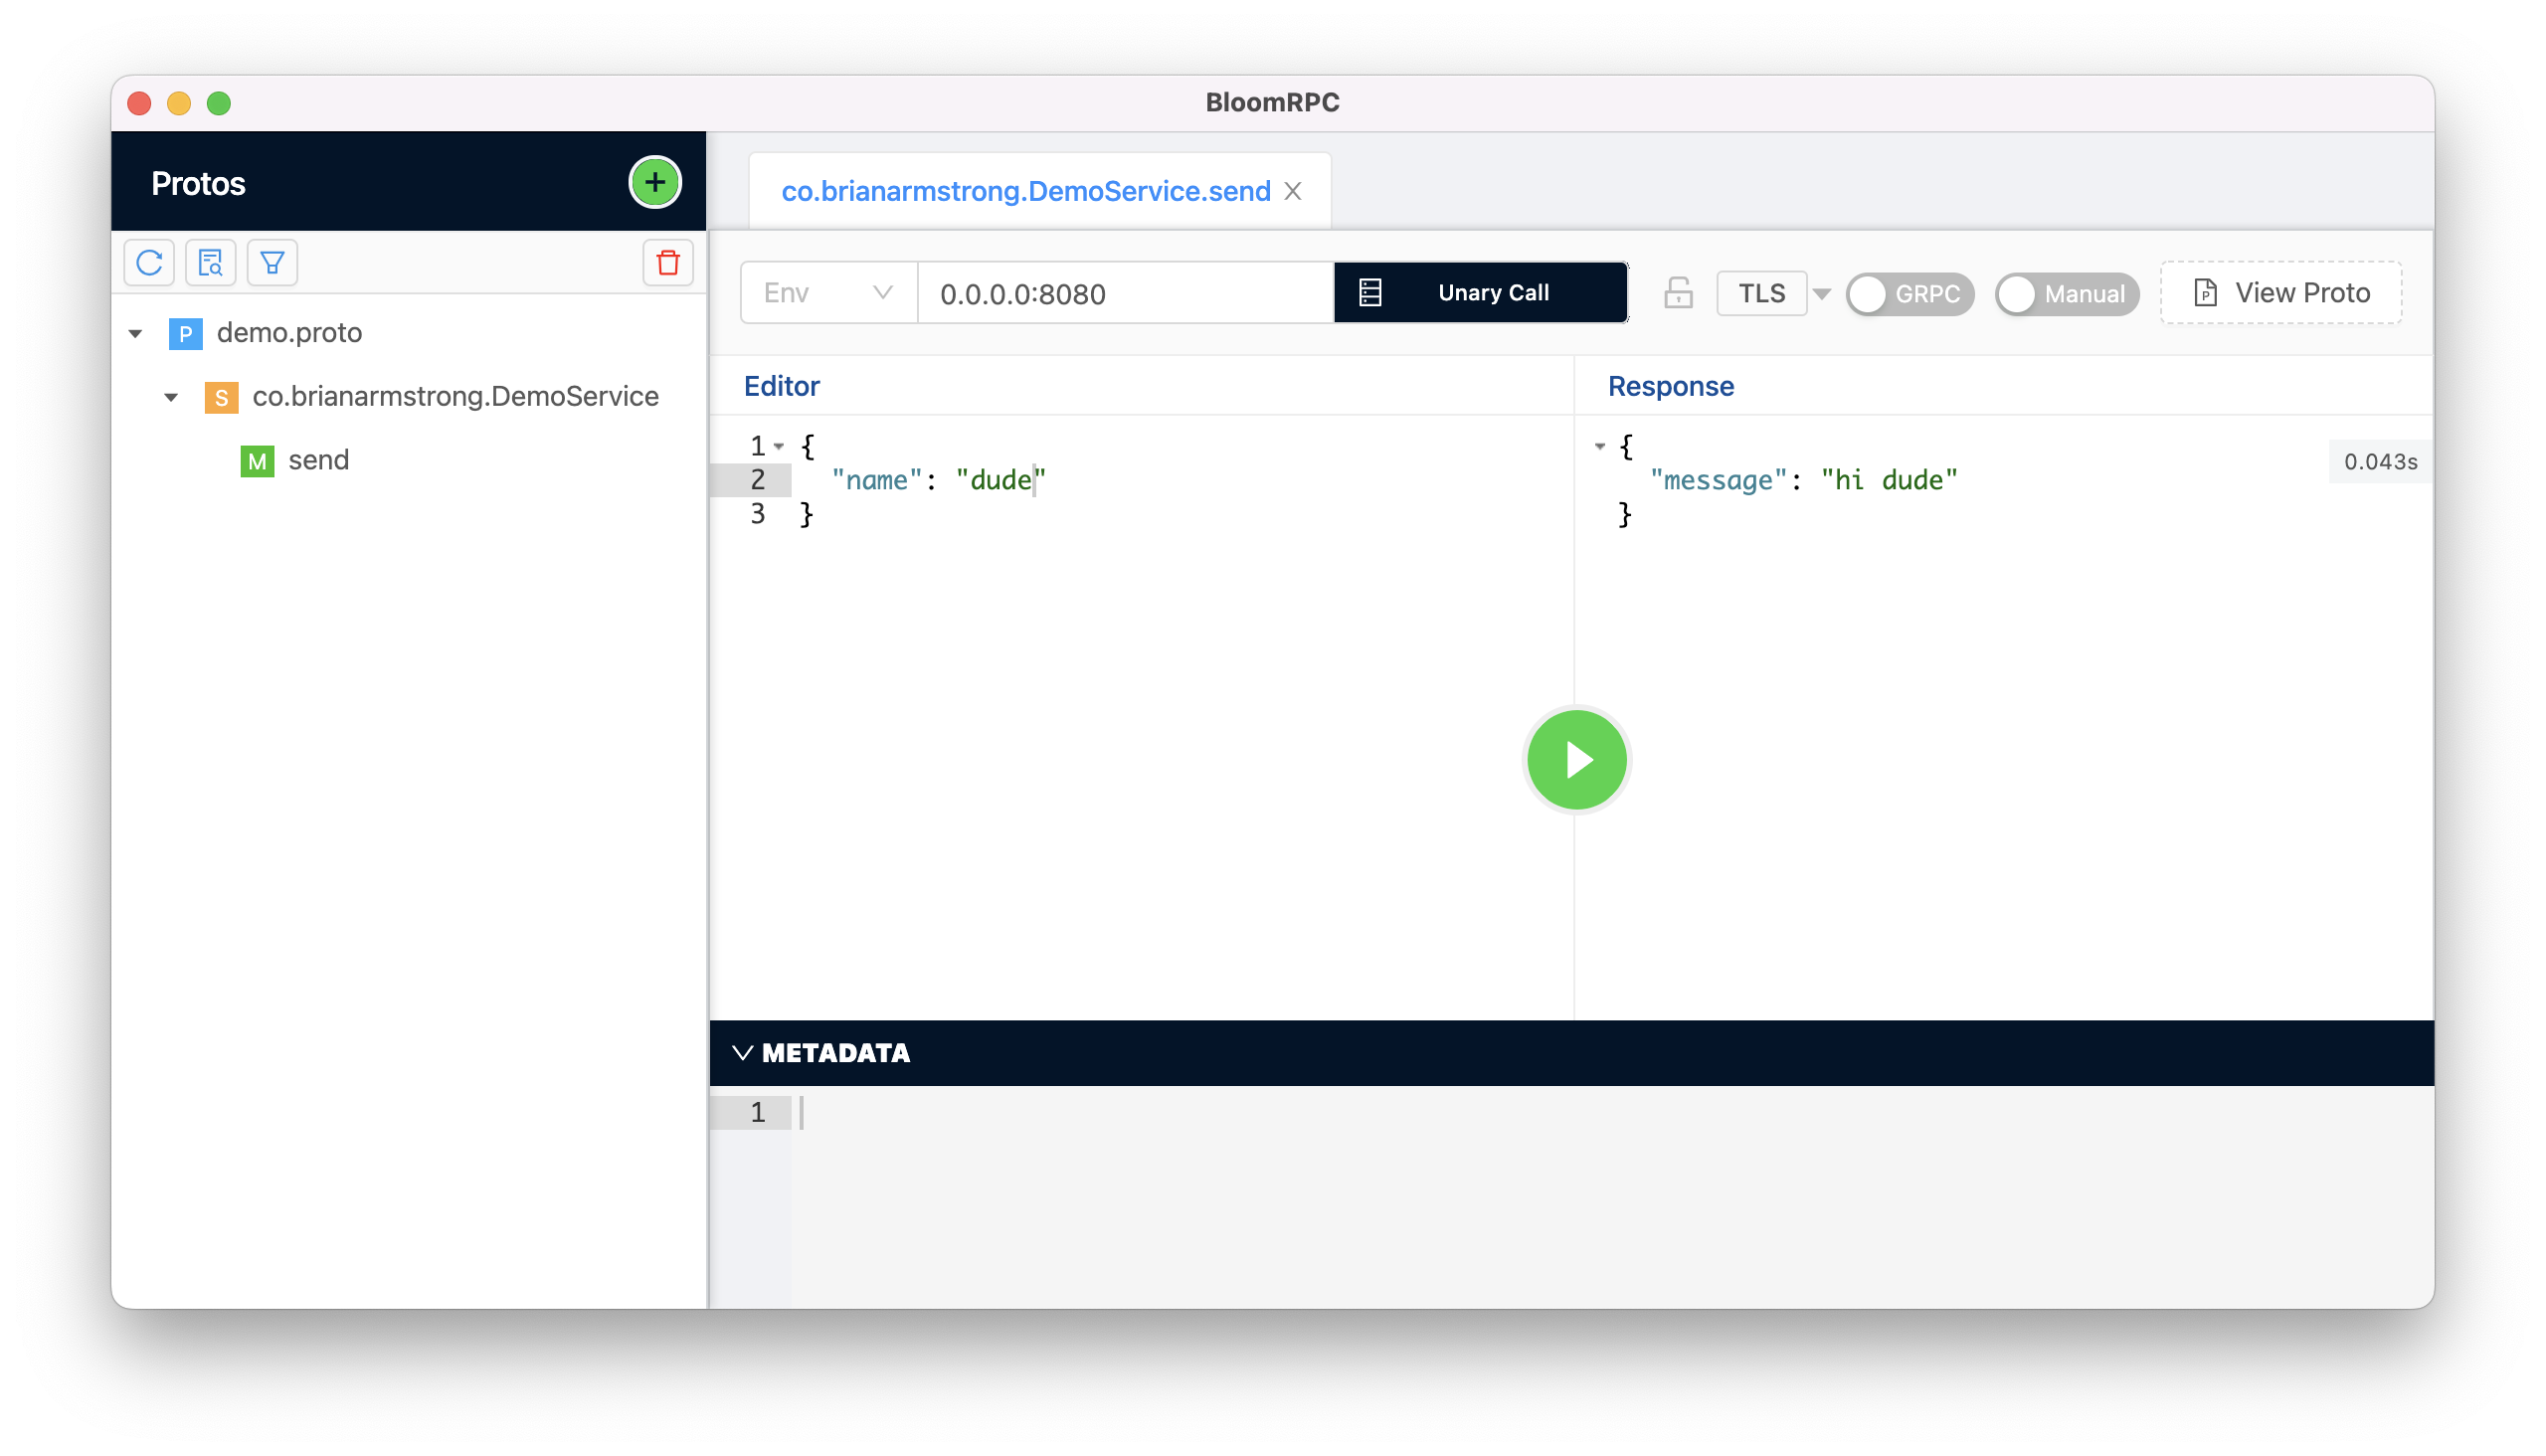 BloomRPC
Protos
co.brianarmstrong.DemoService.send
Env
0.0.0.0:8080
Unary Call
TLS
GRPC
Manual
View Proto
P demo.proto
S co.brianarmstrong.DemoService
M send
Editor
1 {
2 "name": "dude"
3 }
Response
{
"message": "hi dude"
}
0.043s
METADATA
1